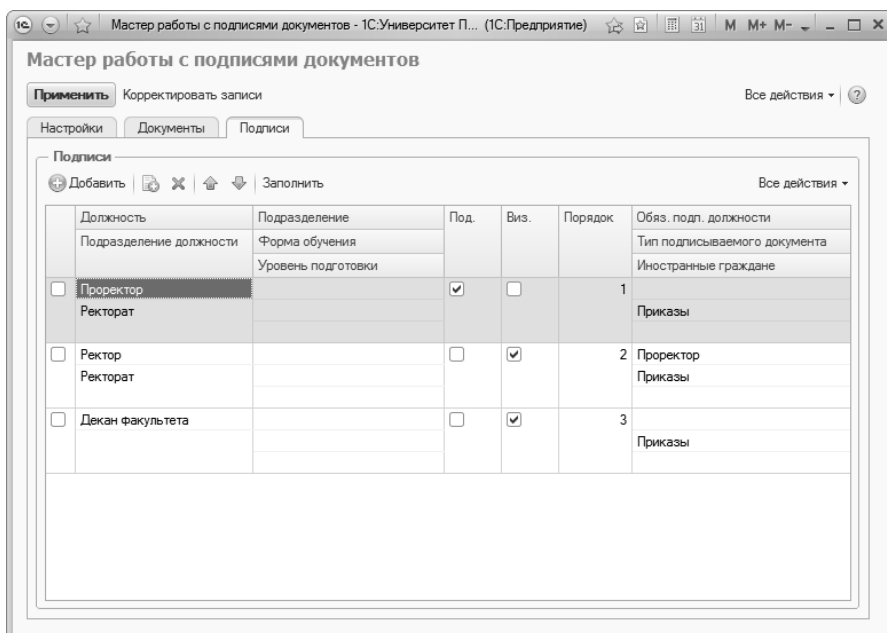 Мастер работы с подписями документов - 1С:Университет П... (1С:Предприятие) 31 M M+ M-
Мастер работы с подписями документов
Применить Корректировать записи Все действия ?
Настройки Документы Подписи
Подписи
Добавить Заполнить Все действия
Должность Подразделение Под. Виз. Порядок Обяз. подп. должности
Подразделение должности Форма обучения Тип подписываемого документа
Уровень подготовки Иностранные граждане
Проректор 1
Ректорат Приказы
Ректор 2 Проректор
Ректорат Приказы
Декан факультета 3
Приказы